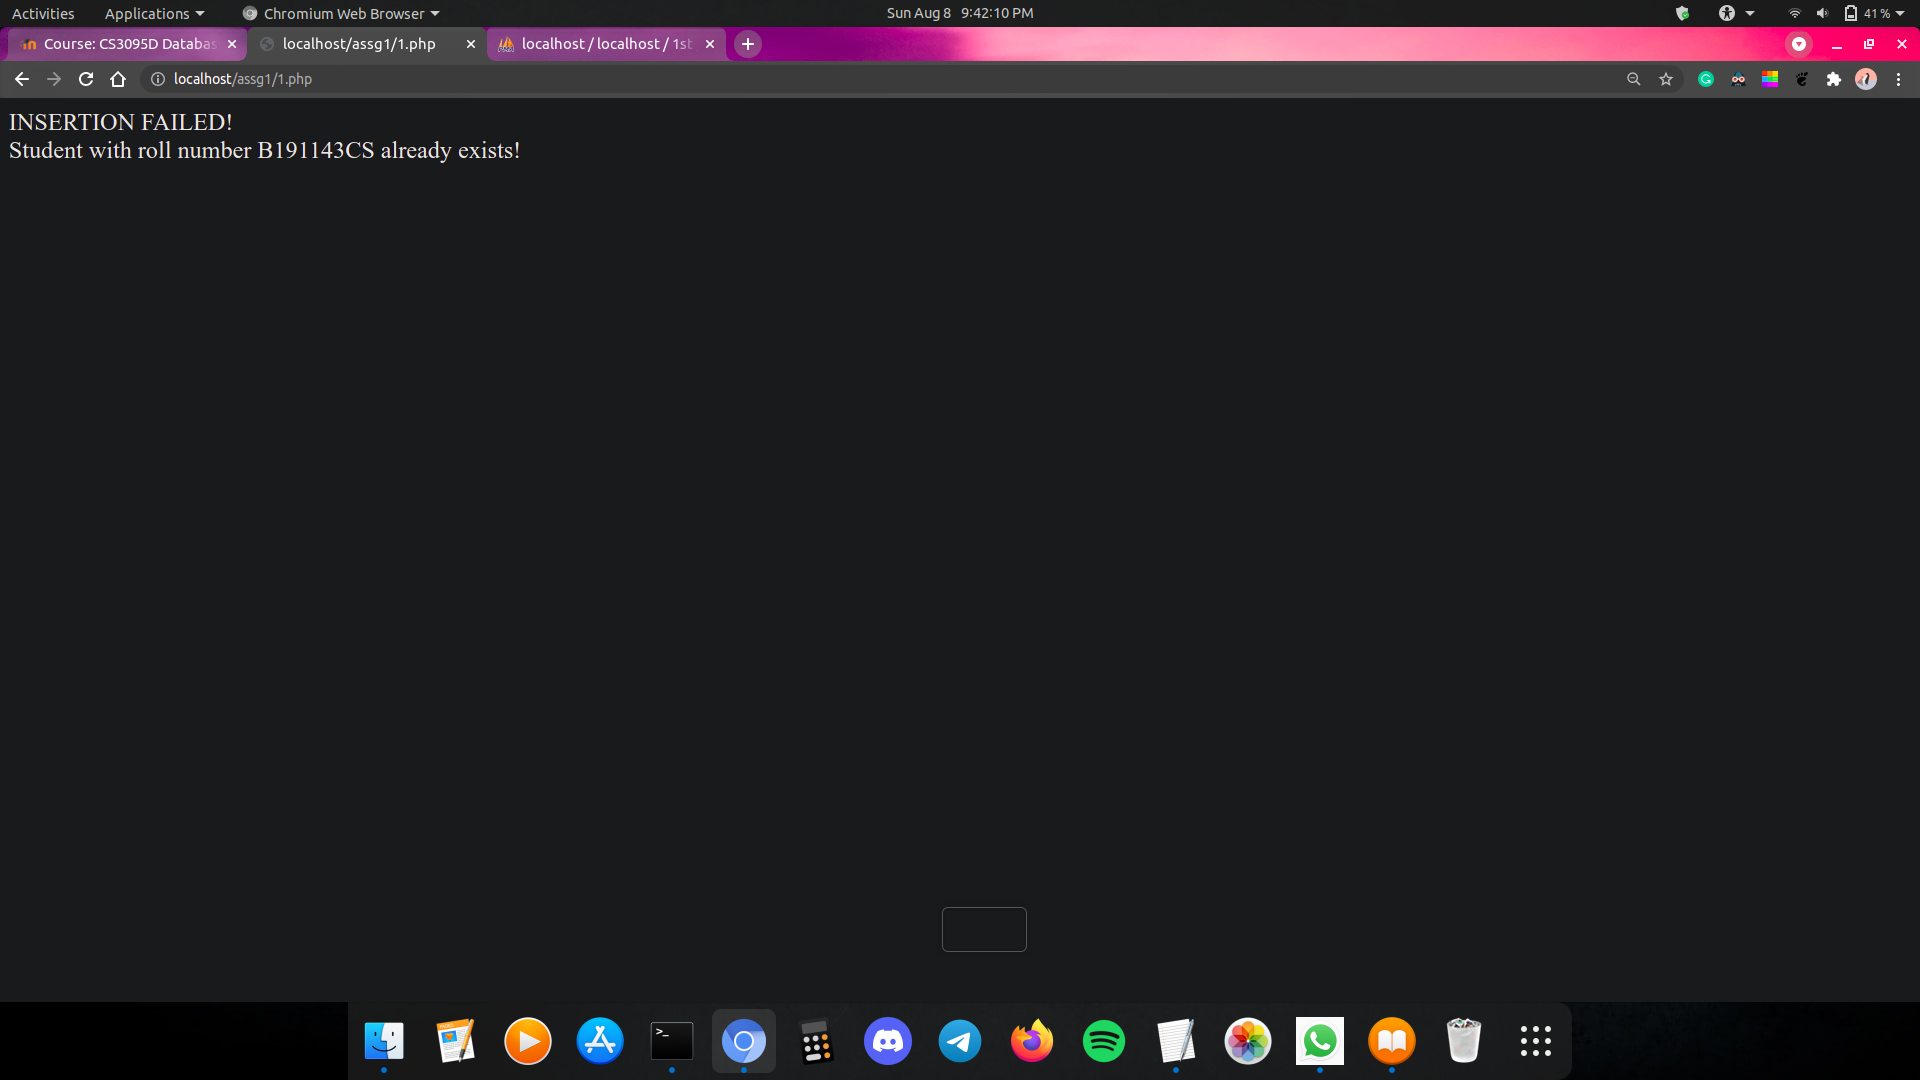 Activities Applications Chromium Web Browser Sun Aug 8 9:42:10 PM 41 %
Course: CS3095D Databas localhost/assg1/1.php localhost / localhost / 1st
localhost/assg1/1.php
INSERTION FAILED!
Student with roll number B191143CS already exists!